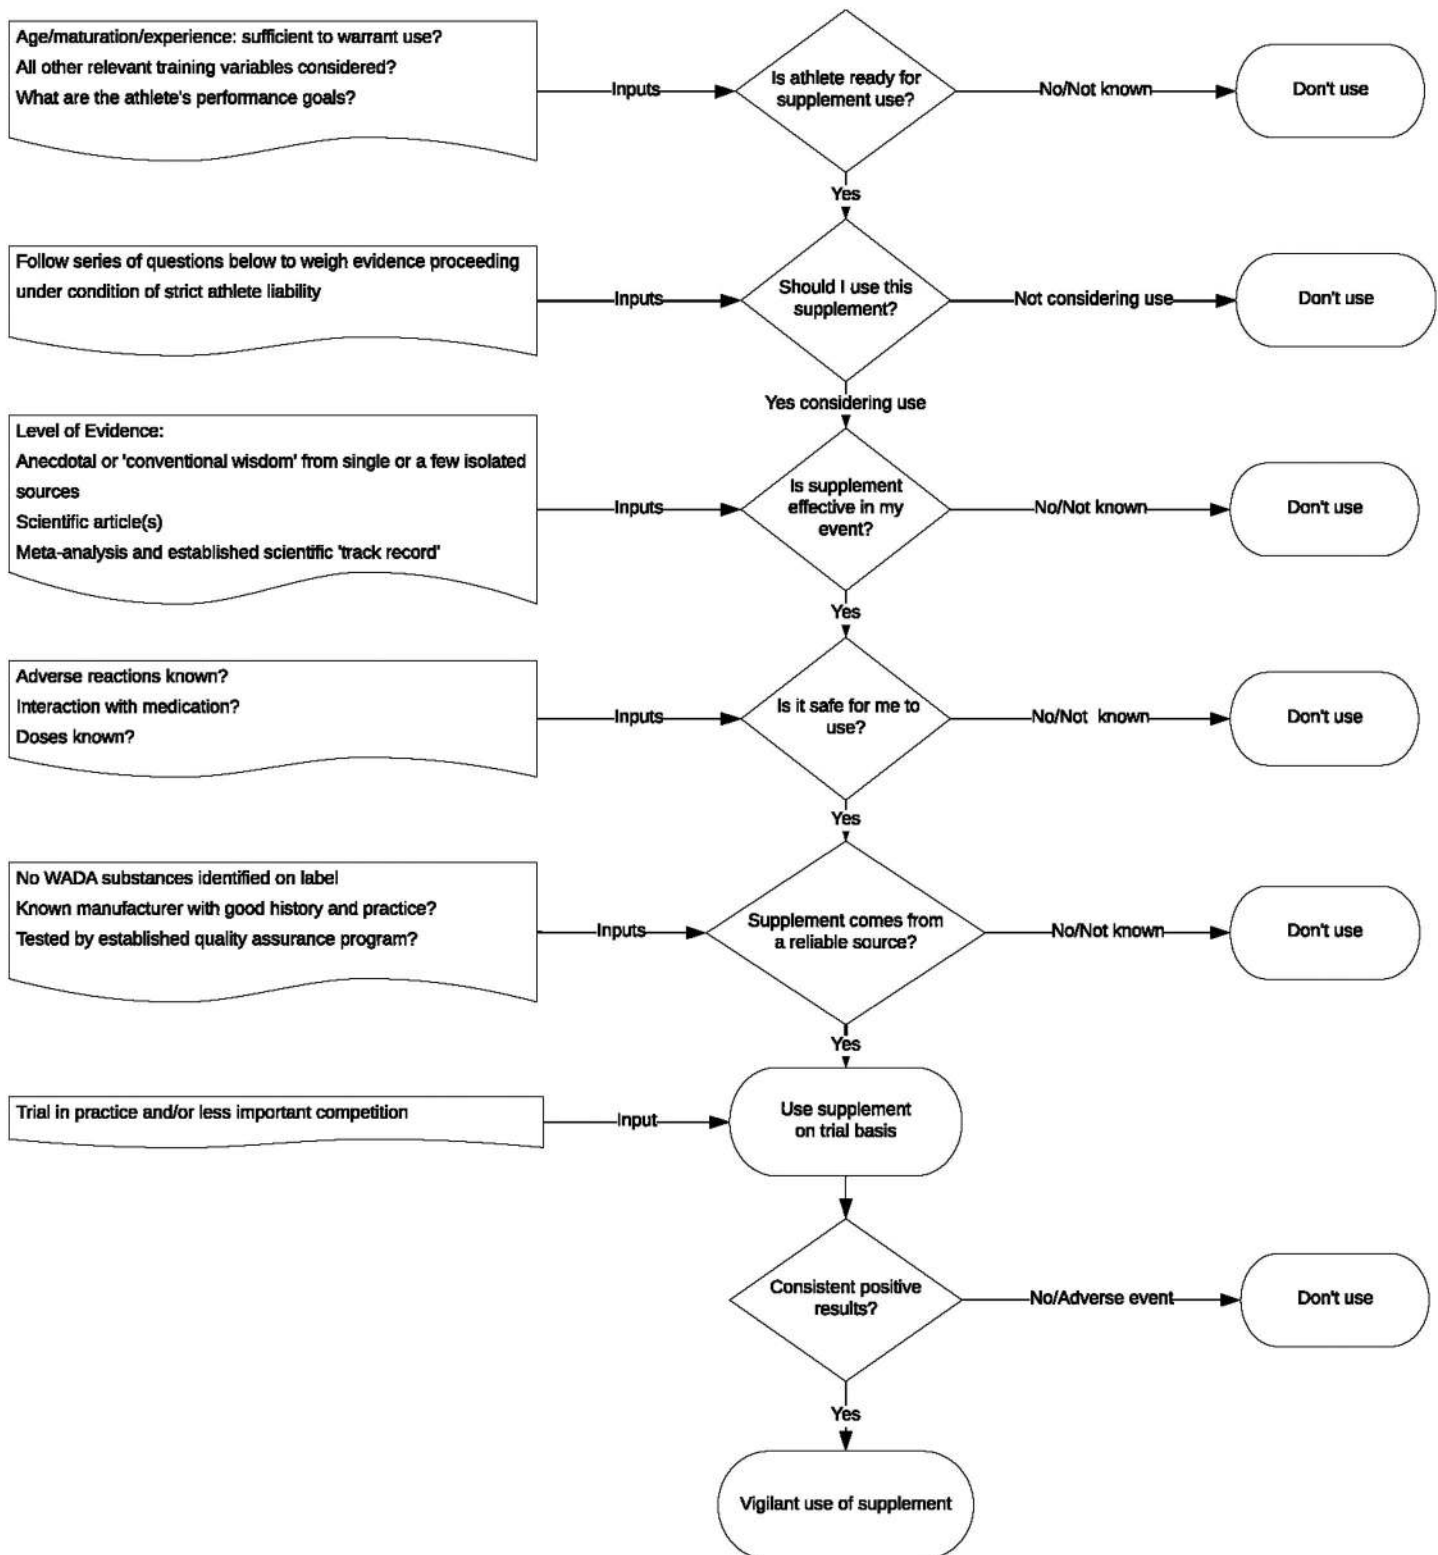 Age/maturation/experience: sufficient to warrant use?
All other relevant training variables considered?
What are the athlete's performance goals?
Inputs
Is athlete ready for
supplement use?
No/Not known
Don't use
Yes
Follow series of questions below to weigh evidence proceeding
under condition of strict athlete liability
Inputs
Should I use this
supplement?
Not considering use
Don't use
Yes considering use
Level of Evidence:
Anecdotal or 'conventional wisdom' from single or a few isolated
sources
Scientific article(s)
Meta-analysis and established scientific 'track record'
Inputs
Is supplement
effective in my
event?
No/Not known
Don't use
Yes
Adverse reactions known?
Interaction with medication?
Doses known?
Inputs
Is it safe for me to
use?
No/Not known
Don't use
Yes
No WADA substances identified on label
Known manufacturer with good history and practice?
Tested by established quality assurance program?
Inputs
Supplement comes from
a reliable source?
No/Not known
Don't use
Yes
Trial in practice and/or less important competition
Input
Use supplement
on trial basis
Consistent positive
results?
No/Adverse event
Don't use
Yes
Vigilant use of supplement